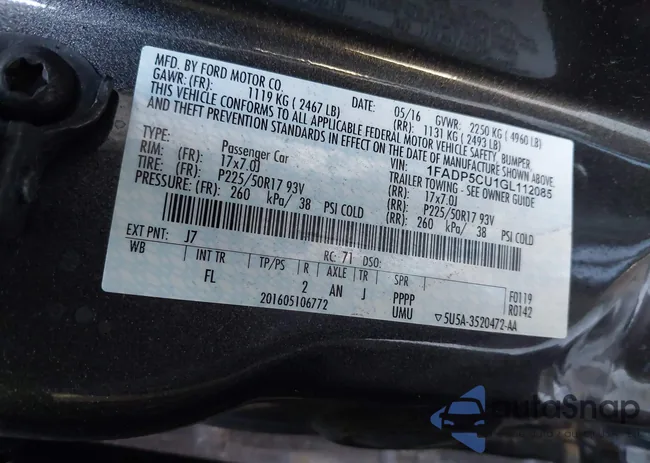 MFD. BY FORD MOTOR CO.
05/16 GVWR: 2250 KG ( 4960 LB)
GAWR: (FR): 1119 KG ( 2467 LB) (RR): 1131 KG ( 2493 LB)
THIS VEHICLE CONFORMS TO ALL APPLICABLE FEDERAL MOTOR VEHICLE SAFETY, BUMPER
AND THEFT PREVENTION STANDARDS IN EFFECT ON THE DATE OF MANUFACTURE SHOWN ABOVE.
VIN: 1FADP5CU1GL112085
TYPE: Passenger Car TRAILER TOWING - SEE OWNER GUIDE
RIM: (FR): 17x7.0J (RR): 17x7.0J
TIRE: (FR): P225/50R17 93V (RR): P225/50R17 93V
PRESSURE: (FR): 260 kPa/ 38 PSI COLD (RR): 260 kPa/ 38 PSI COLD
EXT PNT: J7 RC: 71 DSO:
WB INT TR TP/PS R AXLE TR SPR
FL 2 AN J PPPP F0119
201605106772 UMU R0142
▽5U5A-3520472-AA
autoSnap